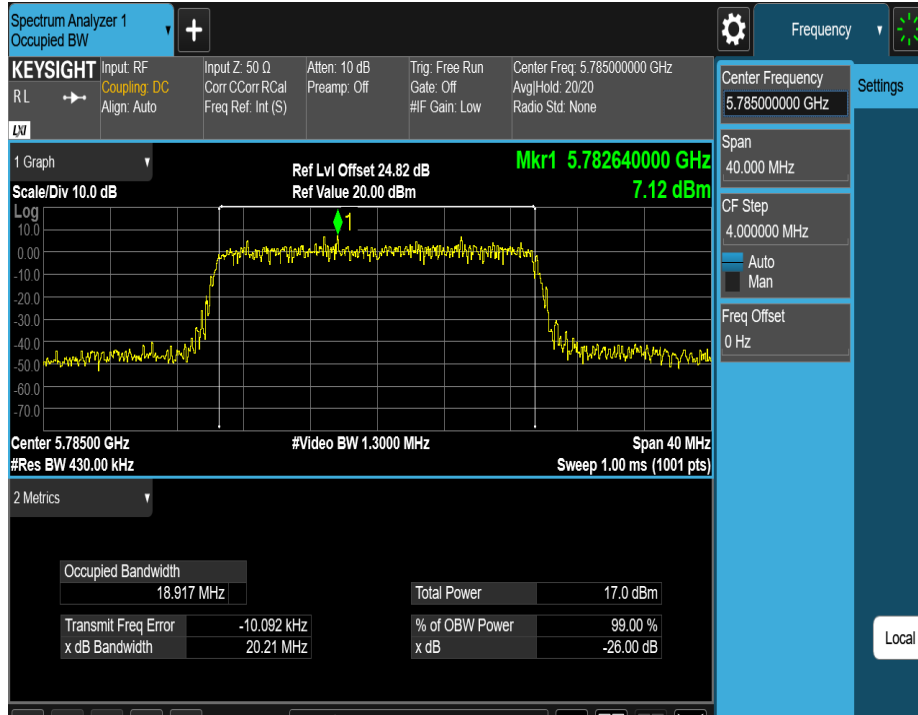 Spectrum Analyzer 1
Occupied BW
+
Frequency
KEYSIGHT Input: RF Input Z: 50 Ω Atten: 10 dB Trig: Free Run Center Freq: 5.785000000 GHz
R L Coupling: DC Corr CCorr RCal Preamp: Off Gate: Off Avg|Hold: 20/20
Align: Auto Freq Ref: Int (S) #IF Gain: Low Radio Std: None
LXI
Center Frequency
5.785000000 GHz
Settings
Span
40.000 MHz
CF Step
4.000000 MHz
Auto
Man
Freq Offset
0 Hz
Local
1 Graph
Scale/Div 10.0 dB
Ref Lvl Offset 24.82 dB
Ref Value 20.00 dBm
Mkr1 5.782640000 GHz
7.12 dBm
Log
1
10.0
0.00
-10.0
-20.0
-30.0
-40.0
-50.0
-60.0
-70.0
Center 5.78500 GHz #Video BW 1.3000 MHz Span 40 MHz
#Res BW 430.00 kHz Sweep 1.00 ms (1001 pts)
2 Metrics
Occupied Bandwidth
18.917 MHz
Total Power 17.0 dBm
Transmit Freq Error -10.092 kHz % of OBW Power 99.00 %
x dB Bandwidth 20.21 MHz x dB -26.00 dB